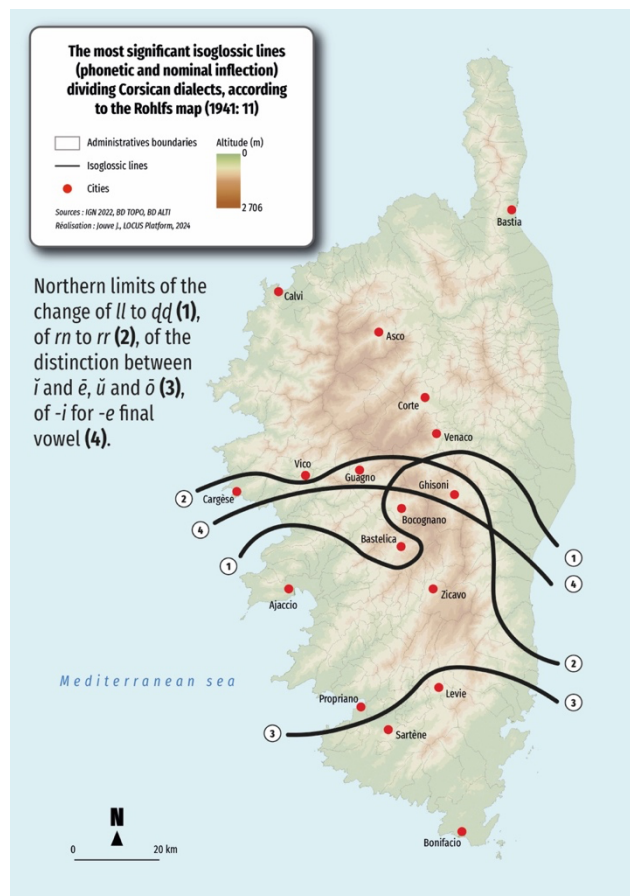 The most significant isoglossic lines
(phonetic and nominal inflection)
dividing Corsican dialects, according
to the Rohlfs map (1941: 11)
Administratives boundaries
Isoglossic lines
Cities
Altitude (m)
0
2 706
Sources : IGN 2022, BD TOPO, BD ALTI
Réalisation : Jouve J., LOCUS Platform, 2024
Northern limits of the
change of ll to ḍḍ (1),
of rn to rr (2), of the
distinction between
ĭ and ē, ŭ and ō (3),
of -i for -e final
vowel (4).
Bastia
Calvi
Asco
Corte
Venaco
Vico
Guagno
Ghisoni
Cargèse
2
4
Bocognano
Bastelica
1
1
4
Ajaccio
Zicavo
2
Mediterranean sea
Propriano
Levie
3
3
Sartène
Bonifacio
N
0 20 km